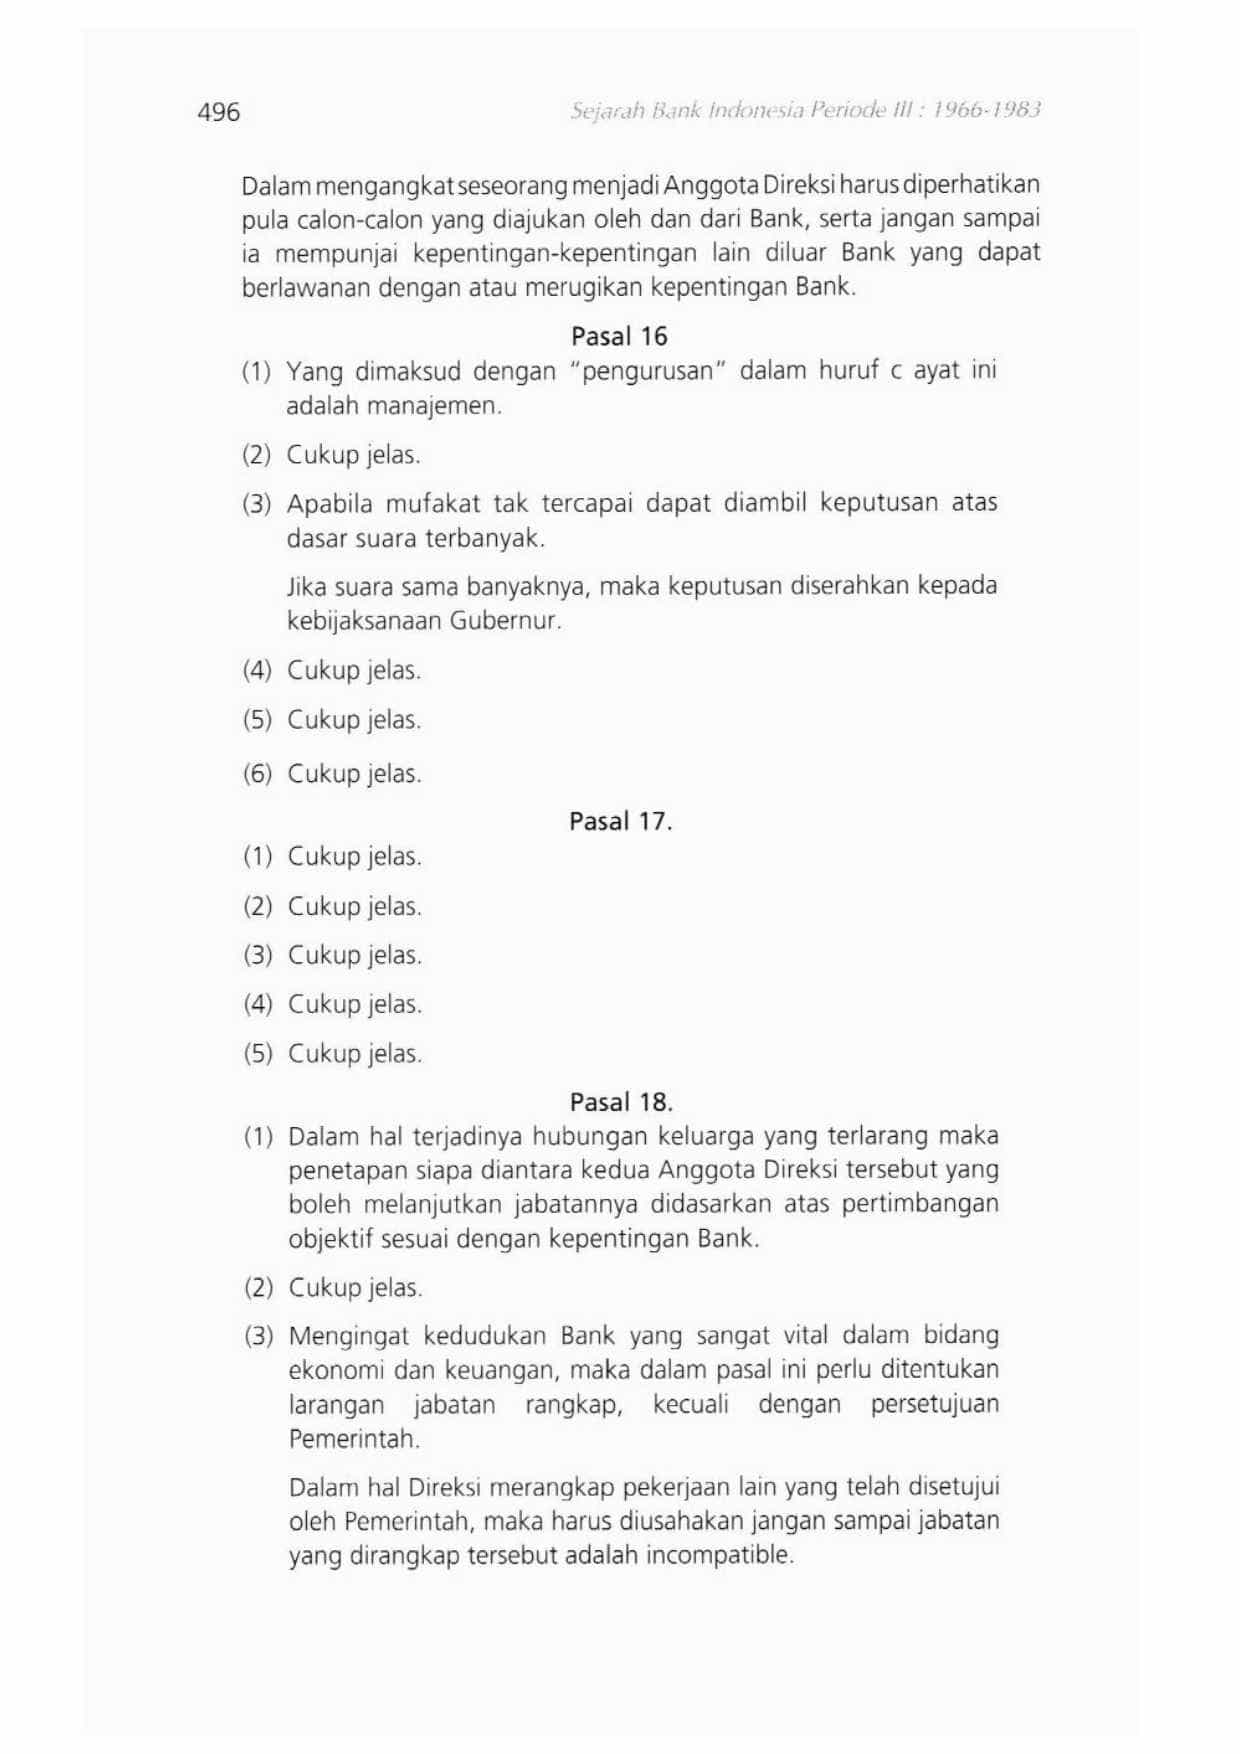 496
Sejarah Bank Indonesia Periode III : 1966-1983
Dalam mengangkat seseorang menjadi Anggota Direksi harus diperhatikan
pula calon-calon yang diajukan oleh dan dari Bank, serta jangan sampai
ia mempunjai kepentingan-kepentingan lain diluar Bank yang dapat
berlawanan dengan atau merugikan kepentingan Bank.
Pasal 16
(1) Yang dimaksud dengan "pengurusan" dalam huruf c ayat ini
adalah manajemen.
(2) Cukup jelas.
(3) Apabila mufakat tak tercapai dapat diambil keputusan atas
dasar suara terbanyak.
Jika suara sama banyaknya, maka keputusan diserahkan kepada
kebijaksanaan Gubernur.
(4) Cukup jelas.
(5) Cukup jelas.
(6) Cukup jelas.
Pasal 17.
(1) Cukup jelas.
(2) Cukup jelas.
(3) Cukup jelas.
(4) Cukup jelas.
(5) Cukup jelas.
Pasal 18.
(1) Dalam hal terjadinya hubungan keluarga yang terlarang maka
penetapan siapa diantara kedua Anggota Direksi tersebut yang
boleh melanjutkan jabatannya didasarkan atas pertimbangan
objektif sesuai dengan kepentingan Bank.
(2) Cukup jelas.
(3) Mengingat kedudukan Bank yang sangat vital dalam bidang
ekonomi dan keuangan, maka dalam pasal ini perlu ditentukan
larangan jabatan rangkap, kecuali dengan persetujuan
Pemerintah.
Dalam hal Direksi merangkap pekerjaan lain yang telah disetujui
oleh Pemerintah, maka harus diusahakan jangan sampai jabatan
yang dirangkap tersebut adalah incompatible.